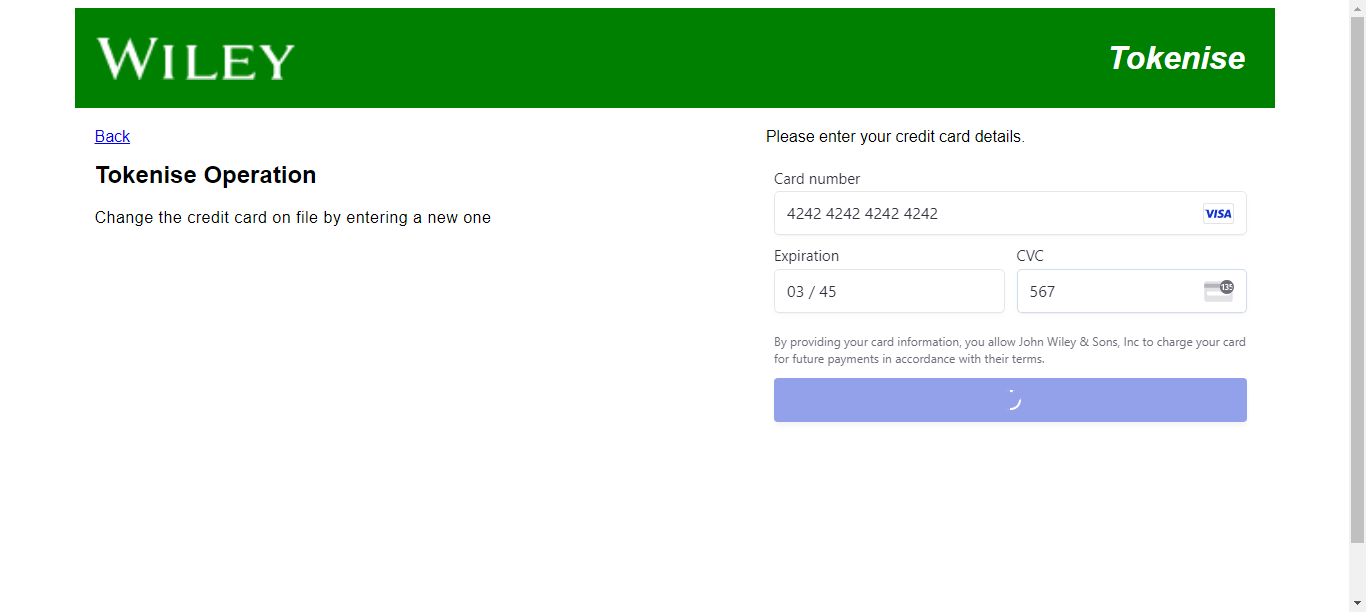 WILEY
Tokenise
Back
Tokenise Operation
Change the credit card on file by entering a new one
Please enter your credit card details.
Card number
4242 4242 4242 4242
VISA
Expiration
03 / 45
CVC
567
135
By providing your card information, you allow John Wiley & Sons, Inc to charge your card
for future payments in accordance with their terms.